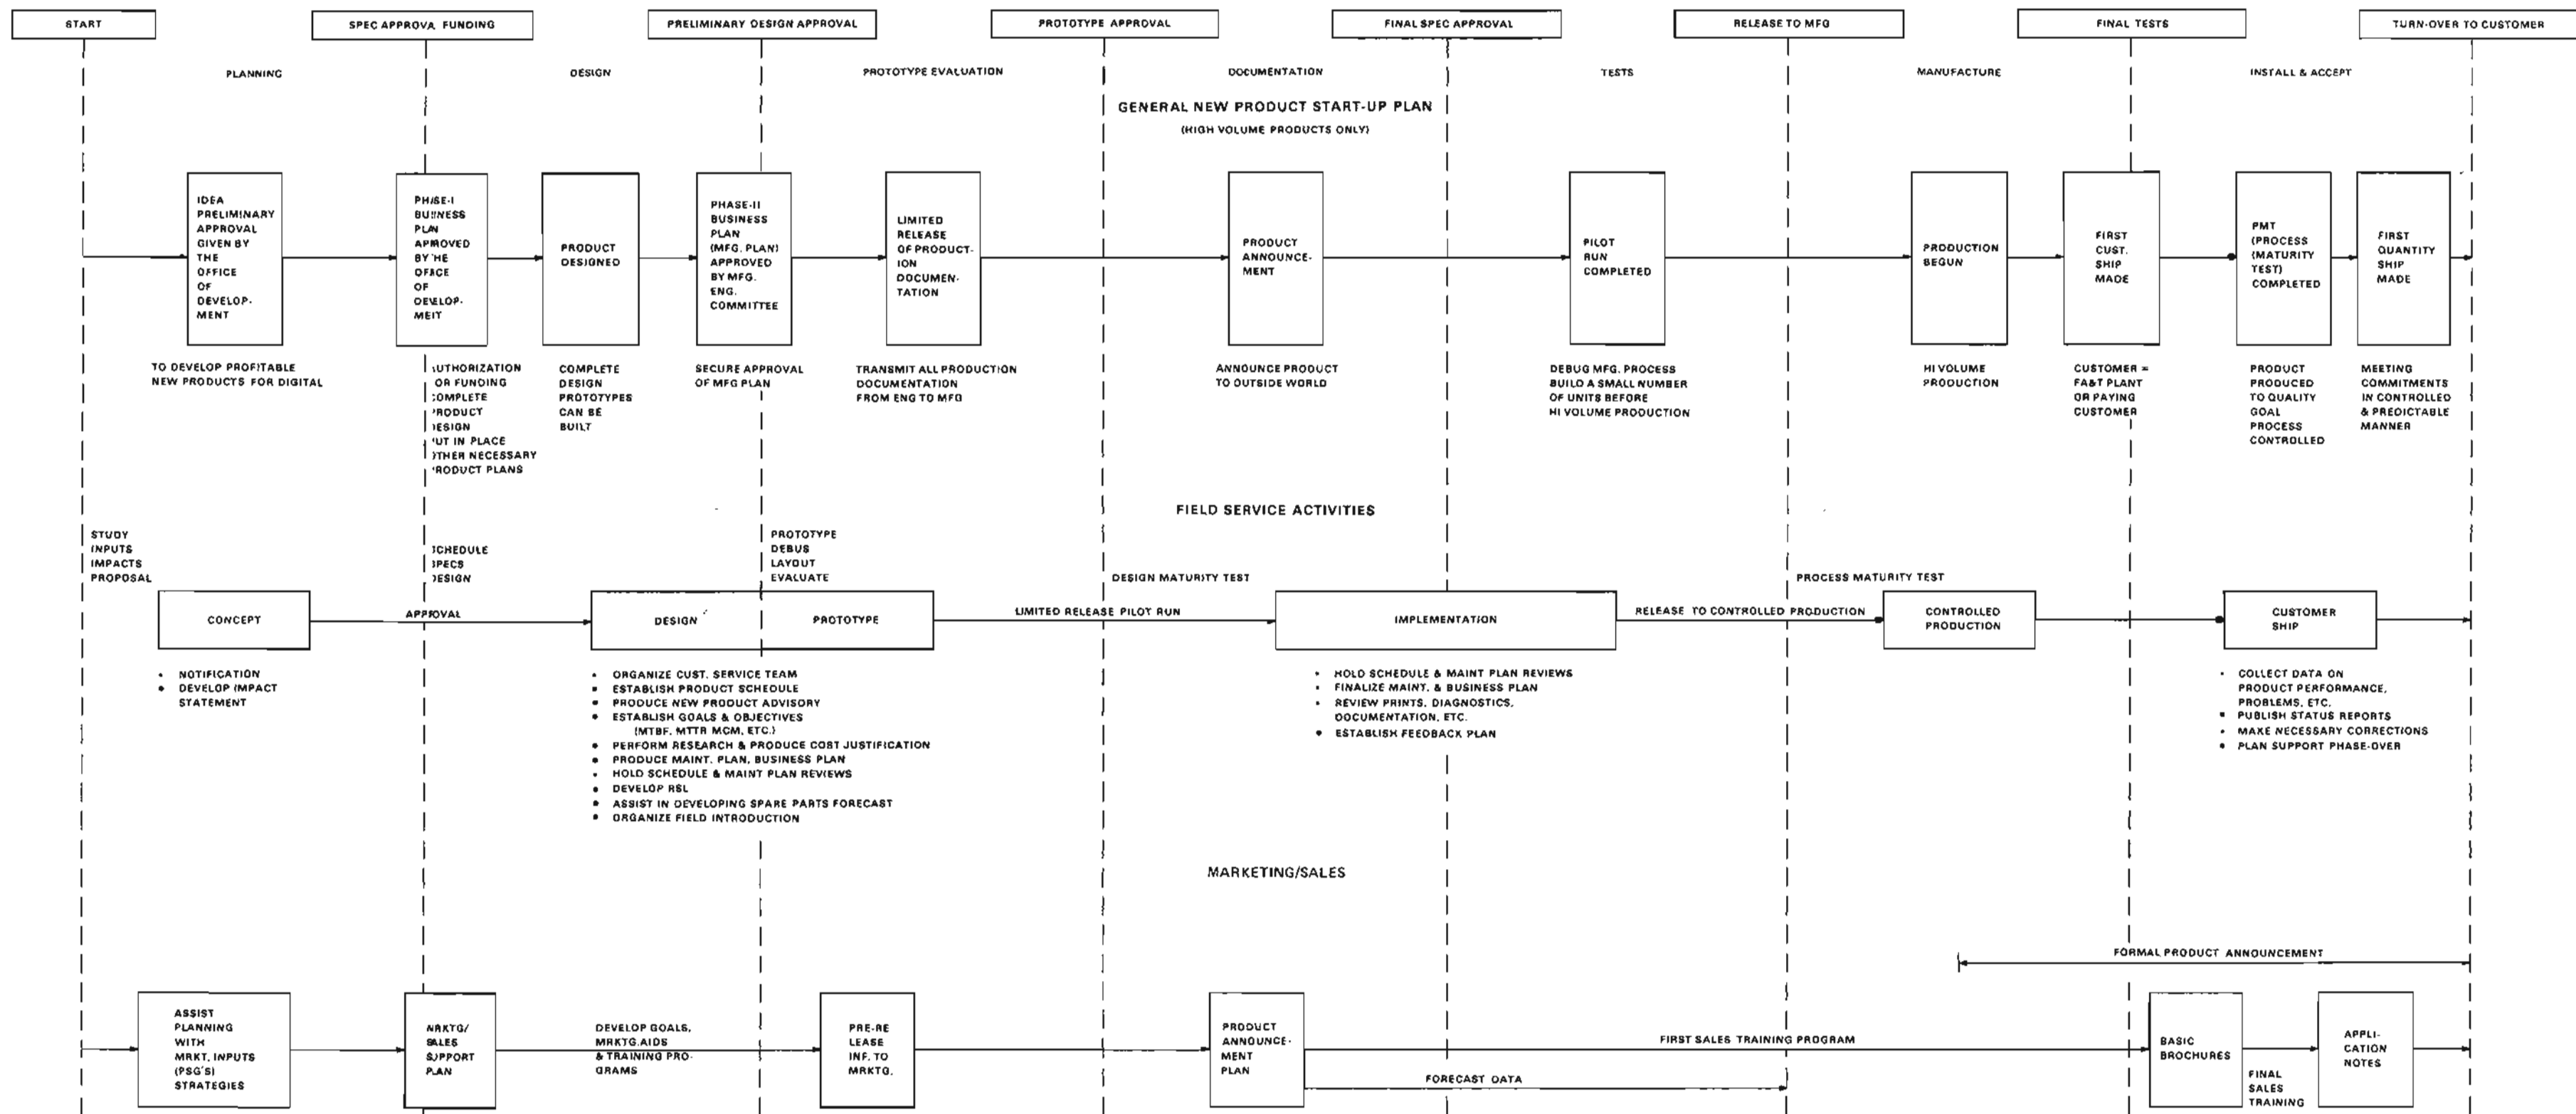 START
SPEC APPROVA FUNDING
PRELIMINARY DESIGN APPROVAL
PROTOTYPE APPROVAL
FINAL SPEC APPROVAL
RELEASE TO MFG
FINAL TESTS
TURN-OVER TO CUSTOMER
PLANNING
DESIGN
PROTOTYPE EVALUATION
DOCUMENTATION
TESTS
MANUFACTURE
INSTALL & ACCEPT
GENERAL NEW PRODUCT START-UP PLAN
(HIGH VOLUME PRODUCTS ONLY)
IDEA
PRELIMINARY
APPROVAL
GIVEN BY
THE
OFFICE
OF
DEVELOP-
MENT
PHASE-I
BUSINESS
PLAN
APPROVED
BY THE
OFFICE
OF
DEVELOP-
MENT
PRODUCT
DESIGNED
PHASE-II
BUSINESS
PLAN
(MFG. PLAN)
APPROVED
BY MFG.
ENG.
COMMITTEE
LIMITED
RELEASE
OF PRODUCT-
ION
DOCUMEN-
TATION
PRODUCT
ANNOUNCE-
MENT
PILOT
RUN
COMPLETED
PRODUCTION
BEGUN
FIRST
CUST.
SHIP
MADE
PMT
(PROCESS
(MATURITY
TEST)
COMPLETED
FIRST
QUANTITY
SHIP
MADE
TO DEVELOP PROFITABLE
NEW PRODUCTS FOR DIGITAL
UTHORIZATION
OR FUNDING
OMPLETE
RODUCT
ESIGN
UT IN PLACE
THER NECESSARY
RODUCT PLANS
COMPLETE
DESIGN
PROTOTYPES
CAN BE
BUILT
SECURE APPROVAL
OF MFG PLAN
TRANSMIT ALL PRODUCTION
DOCUMENTATION
FROM ENG TO MFG
ANNOUNCE PRODUCT
TO OUTSIDE WORLD
DEBUG MFG. PROCESS
BUILD A SMALL NUMBER
OF UNITS BEFORE
HI VOLUME PRODUCTION
HI VOLUME
PRODUCTION
CUSTOMER =
FA&T PLANT
OR PAYING
CUSTOMER
PRODUCT
PRODUCED
TO QUALITY
GOAL
PROCESS
CONTROLLED
MEETING
COMMITMENTS
IN CONTROLLED
& PREDICTABLE
MANNER
FIELD SERVICE ACTIVITIES
STUDY
INPUTS
IMPACTS
PROPOSAL
CHEDULE
PECS
ESIGN
PROTOTYPE
DEBUS
LAYOUT
EVALUATE
DESIGN MATURITY TEST
PROCESS MATURITY TEST
CONCEPT
APPROVAL
DESIGN
PROTOTYPE
LIMITED RELEASE PILOT RUN
IMPLEMENTATION
RELEASE TO CONTROLLED PRODUCTION
CONTROLLED
PRODUCTION
CUSTOMER
SHIP
• NOTIFICATION
• DEVELOP IMPACT
STATEMENT
• ORGANIZE CUST. SERVICE TEAM
• ESTABLISH PRODUCT SCHEDULE
• PRODUCE NEW PRODUCT ADVISORY
• ESTABLISH GOALS & OBJECTIVES
(MTBF, MTTR MCM, ETC.)
• PERFORM RESEARCH & PRODUCE COST JUSTIFICATION
• PRODUCE MAINT. PLAN, BUSINESS PLAN
• HOLD SCHEDULE & MAINT PLAN REVIEWS
• DEVELOP RSL
• ASSIST IN DEVELOPING SPARE PARTS FORECAST
• ORGANIZE FIELD INTRODUCTION
• HOLD SCHEDULE & MAINT PLAN REVIEWS
• FINALIZE MAINT. & BUSINESS PLAN
• REVIEW PRINTS, DIAGNOSTICS,
DOCUMENTATION, ETC.
• ESTABLISH FEEDBACK PLAN
• COLLECT DATA ON
PRODUCT PERFORMANCE,
PROBLEMS, ETC.
• PUBLISH STATUS REPORTS
• MAKE NECESSARY CORRECTIONS
• PLAN SUPPORT PHASE-OVER
MARKETING/SALES
FORMAL PRODUCT ANNOUNCEMENT
ASSIST
PLANNING
WITH
MRKT. INPUTS
(PSG'S)
STRATEGIES
MRKTG/
SALES
SUPPORT
PLAN
DEVELOP GOALS,
MRKTG.AIDS
& TRAINING PRO-
GRAMS
PRE-RE
LEASE
INF. TO
MRKTG.
PRODUCT
ANNOUNCE-
MENT
PLAN
FIRST SALES TRAINING PROGRAM
FORECAST DATA
BASIC
BROCHURES
FINAL
SALES
TRAINING
APPLI-
CATION
NOTES